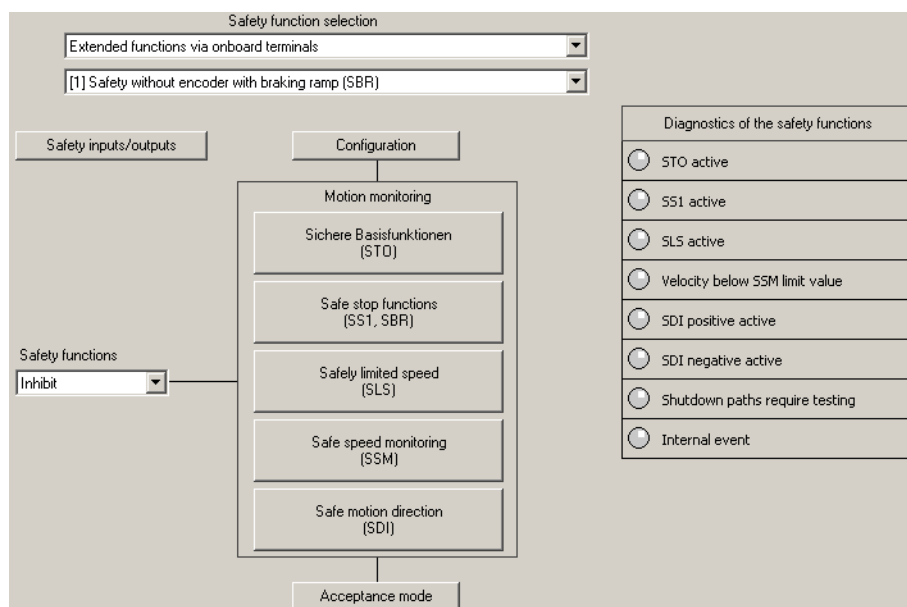 Safety function selection
Extended functions via onboard terminals
[1] Safety without encoder with braking ramp (SBR)
Safety inputs/outputs
Configuration
Motion monitoring
Sichere Basisfunktionen
(STO)
Safe stop functions
(SS1, SBR)
Safety functions
Inhibit
Safely limited speed
(SLS)
Safe speed monitoring
(SSM)
Safe motion direction
(SDI)
Acceptance mode
Diagnostics of the safety functions
STO active
SS1 active
SLS active
Velocity below SSM limit value
SDI positive active
SDI negative active
Shutdown paths require testing
Internal event